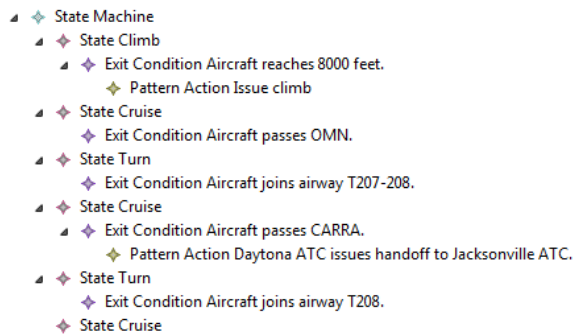 State Machine
State Climb
Exit Condition Aircraft reaches 8000 feet.
Pattern Action Issue climb
State Cruise
Exit Condition Aircraft passes OMN.
State Turn
Exit Condition Aircraft joins airway T207-208.
State Cruise
Exit Condition Aircraft passes CARRA.
Pattern Action Daytona ATC issues handoff to Jacksonville ATC.
State Turn
Exit Condition Aircraft joins airway T208.
State Cruise